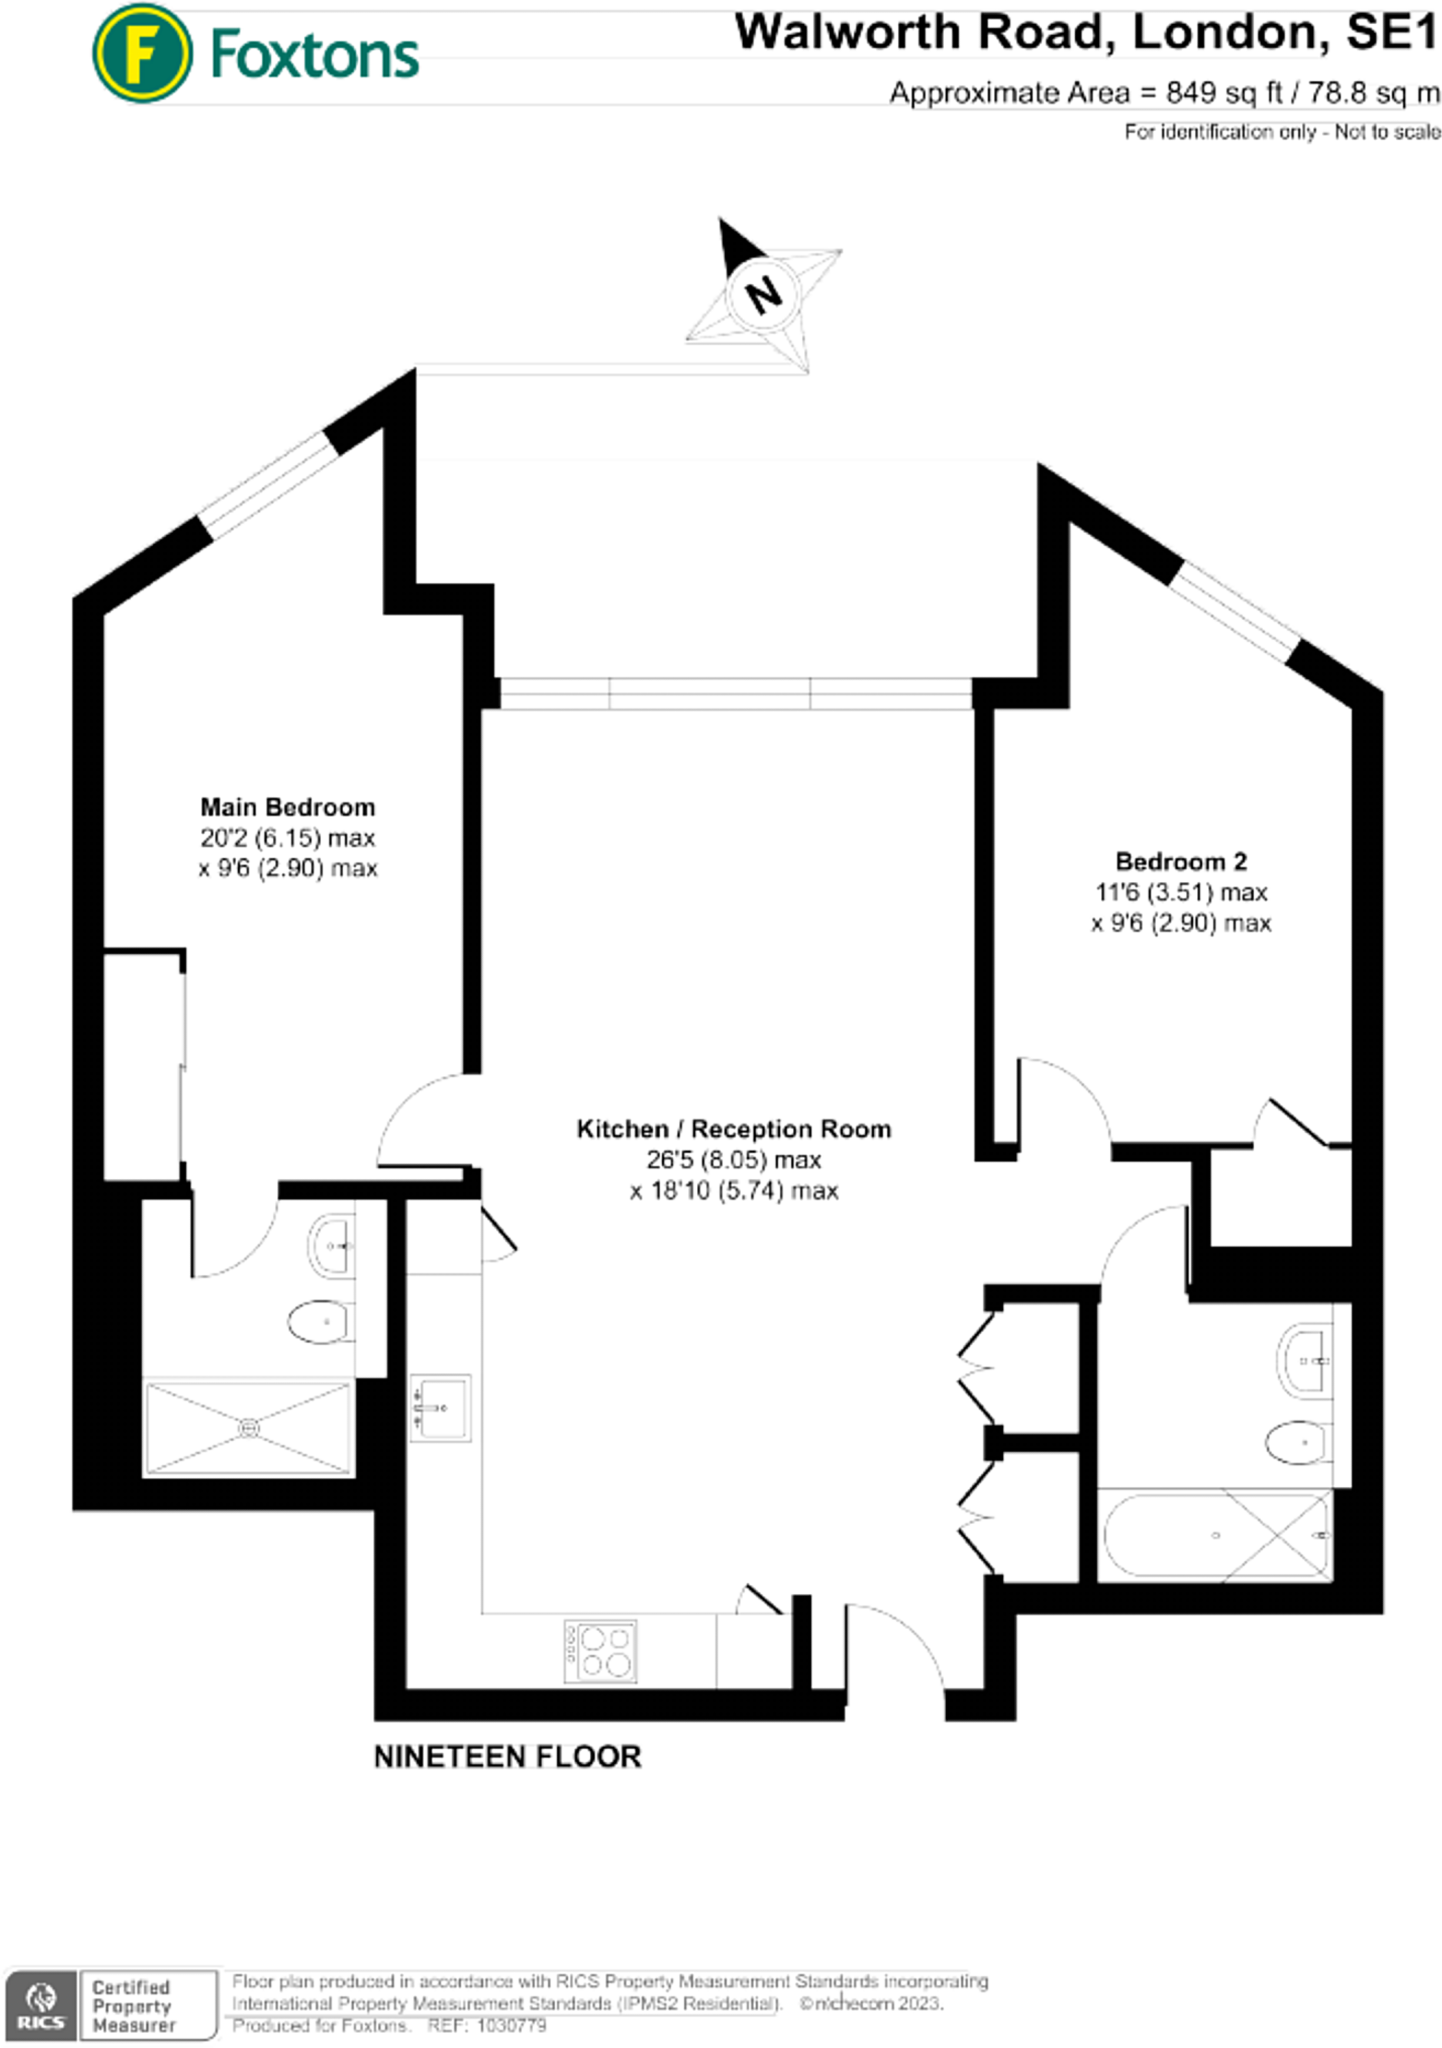 F Foxtons
Walworth Road, London, SE1
Approximate Area = 849 sq ft / 78.8 sq m
For identification only - Not to scale
N
Main Bedroom
20'2 (6.15) max
x 9'6 (2.90) max
Bedroom 2
11'6 (3.51) max
x 9'6 (2.90) max
Kitchen / Reception Room
26'5 (8.05) max
x 18'10 (5.74) max
NINETEEN FLOOR
RICS
Certified
Property
Measurer
Floor plan produced in accordance with RICS Property Measurement Standards incorporating
International Property Measurement Standards (IPMS2 Residential). ©nichecom 2023.
Produced for Foxtons. REF: 1030779